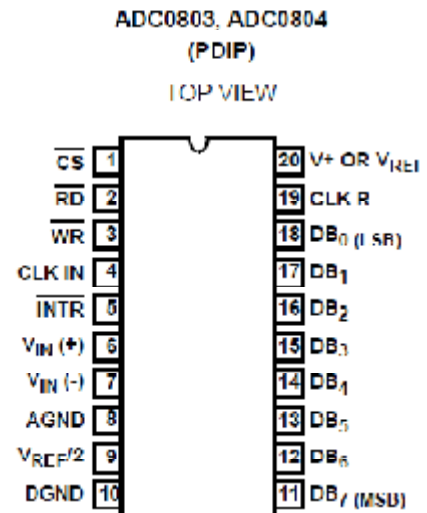 ADC0803, ADC0804
(PDIP)
TOP VIEW
CS 1
RD 2
WR 3
CLK IN 4
INTR 5
VIN (+) 6
VIN (-) 7
AGND 8
VREF/2 9
DGND 10
20 V+ OR VREF
19 CLK R
18 DB0 (LSB)
17 DB1
16 DB2
15 DB3
14 DB4
13 DB5
12 DB6
11 DB7 (MSB)